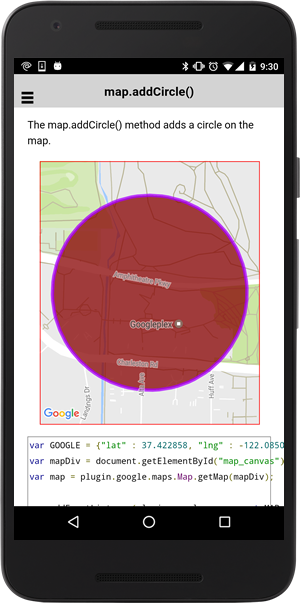 9:30
map.addCircle()
The map.addCircle() method adds a circle on the
map.
Amphitheatre Pkwy
Googleplex
Charleston Rd
Landings Dr
Alta Ave
Huff Ave
Google
var GOOGLE = {"lat" : 37.422858, "lng" : -122.0850
var mapDiv = document.getElementById("map_canvas")
var map = plugin.google.maps.Map.getMap(mapDiv);